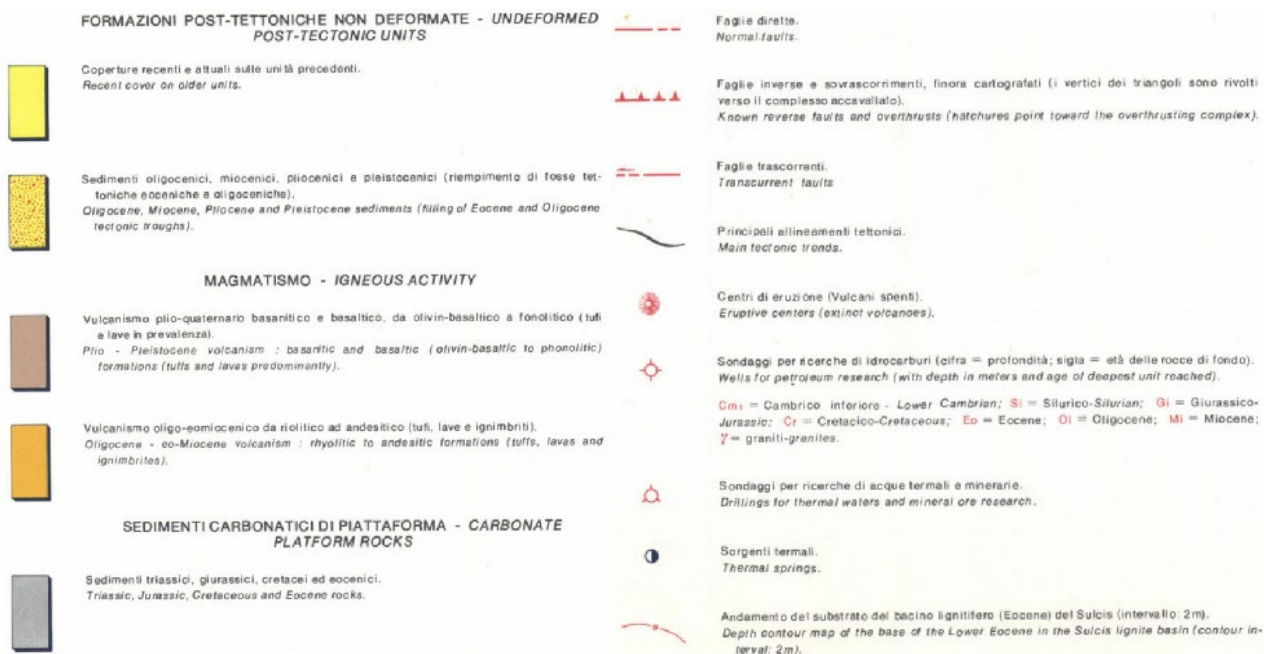 FORMAZIONI POST-TETTONICHE NON DEFORMATE - UNDEFORMED
POST-TECTONIC UNITS
Coperture recenti e attuali sulle unità precedenti.
Recent cover on older units.
Sedimenti oligocenici, miocenici, pliocenici e pleistocenici (riempimento di fosse tet-
toniche eoceniche e oligoceniche).
Oligocene, Miocene, Pliocene and Pleistocene sediments (filling of Eocene and Oligocene
tectonic troughs).
MAGMATISMO - IGNEOUS ACTIVITY
Vulcanismo plio-quaternario basanitico e basaltico, da olivin-basaltico a fonolitico (tufi
e lave in prevalenza).
Plio - Pleistocene volcanism : basanitic and basaltic (olivin-basaltic to phonolitic)
formations (tuffs and lavas predominantly).
Vulcanismo oligo-eomiocenico da riolitico ad andesitico (tufi, lave e ignimbriti).
Oligocene - eo-Miocene volcanism : rhyolitic to andesitic formations (tuffs, lavas and
ignimbrites).
SEDIMENTI CARBONATICI DI PIATTAFORMA - CARBONATE
PLATFORM ROCKS
Sedimenti triassici, giurassici, cretacei ed eocenici.
Triassic, Jurassic, Cretaceous and Eocene rocks.
Faglie dirette.
Normal faults.
Faglie inverse e sovrascorrimenti, finora cartografati (i vertici dei triangoli sono rivolti
verso il complesso accavallato).
Known reverse faults and overthrusts (hatchures point toward the overthrusting complex).
Faglie trascorrenti.
Transcurrent faults
Principali allineamenti tettonici.
Main tectonic trends.
Centri di eruzione (Vulcani spenti).
Eruptive centers (extinct volcanoes).
Sondaggi per ricerche di idrocarburi (cifra = profondità; sigla = età delle rocce di fondo).
Wells for petroleum research (with depth in meters and age of deepest unit reached).
Cm₁ = Cambrico inferiore - Lower Cambrian; Si = Silurico-Silurian; Gi = Giurassico-
Jurassic; Cr = Cretacico-Cretaceous; Eo = Eocene; Ol = Oligocene; Mi = Miocene;
γ = graniti-granites.
Sondaggi per ricerche di acque termali e minerarie.
Drillings for thermal waters and mineral ore research.
Sorgenti termali.
Thermal springs.
Andamento del substrato del bacino lignitifero (Eocene) del Sulcis (intervallo: 2m).
Depth contour map of the base of the Lower Eocene in the Sulcis lignite basin (contour in-
terval: 2m).